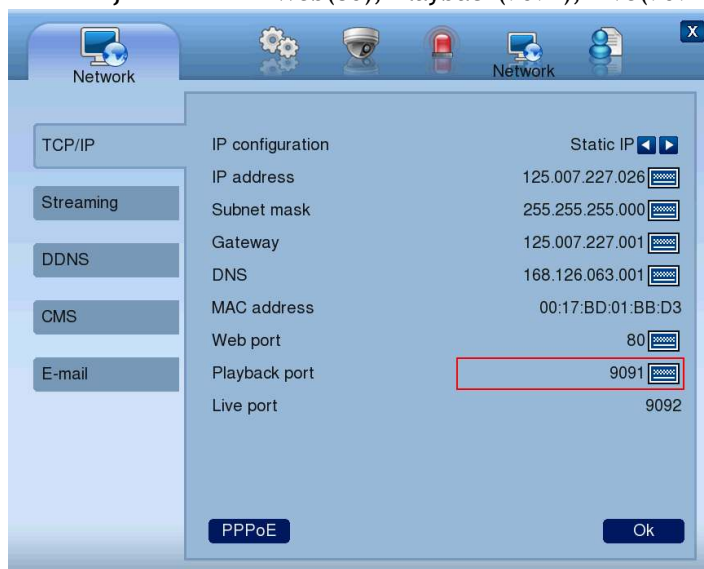 Network
Network
X
TCP/IP
Streaming
DDNS
CMS
E-mail
IP configuration Static IP
IP address 125.007.227.026
Subnet mask 255.255.255.000
Gateway 125.007.227.001
DNS 168.126.063.001
MAC address 00:17:BD:01:BB:D3
Web port 80
Playback port 9091
Live port 9092
PPPoE Ok